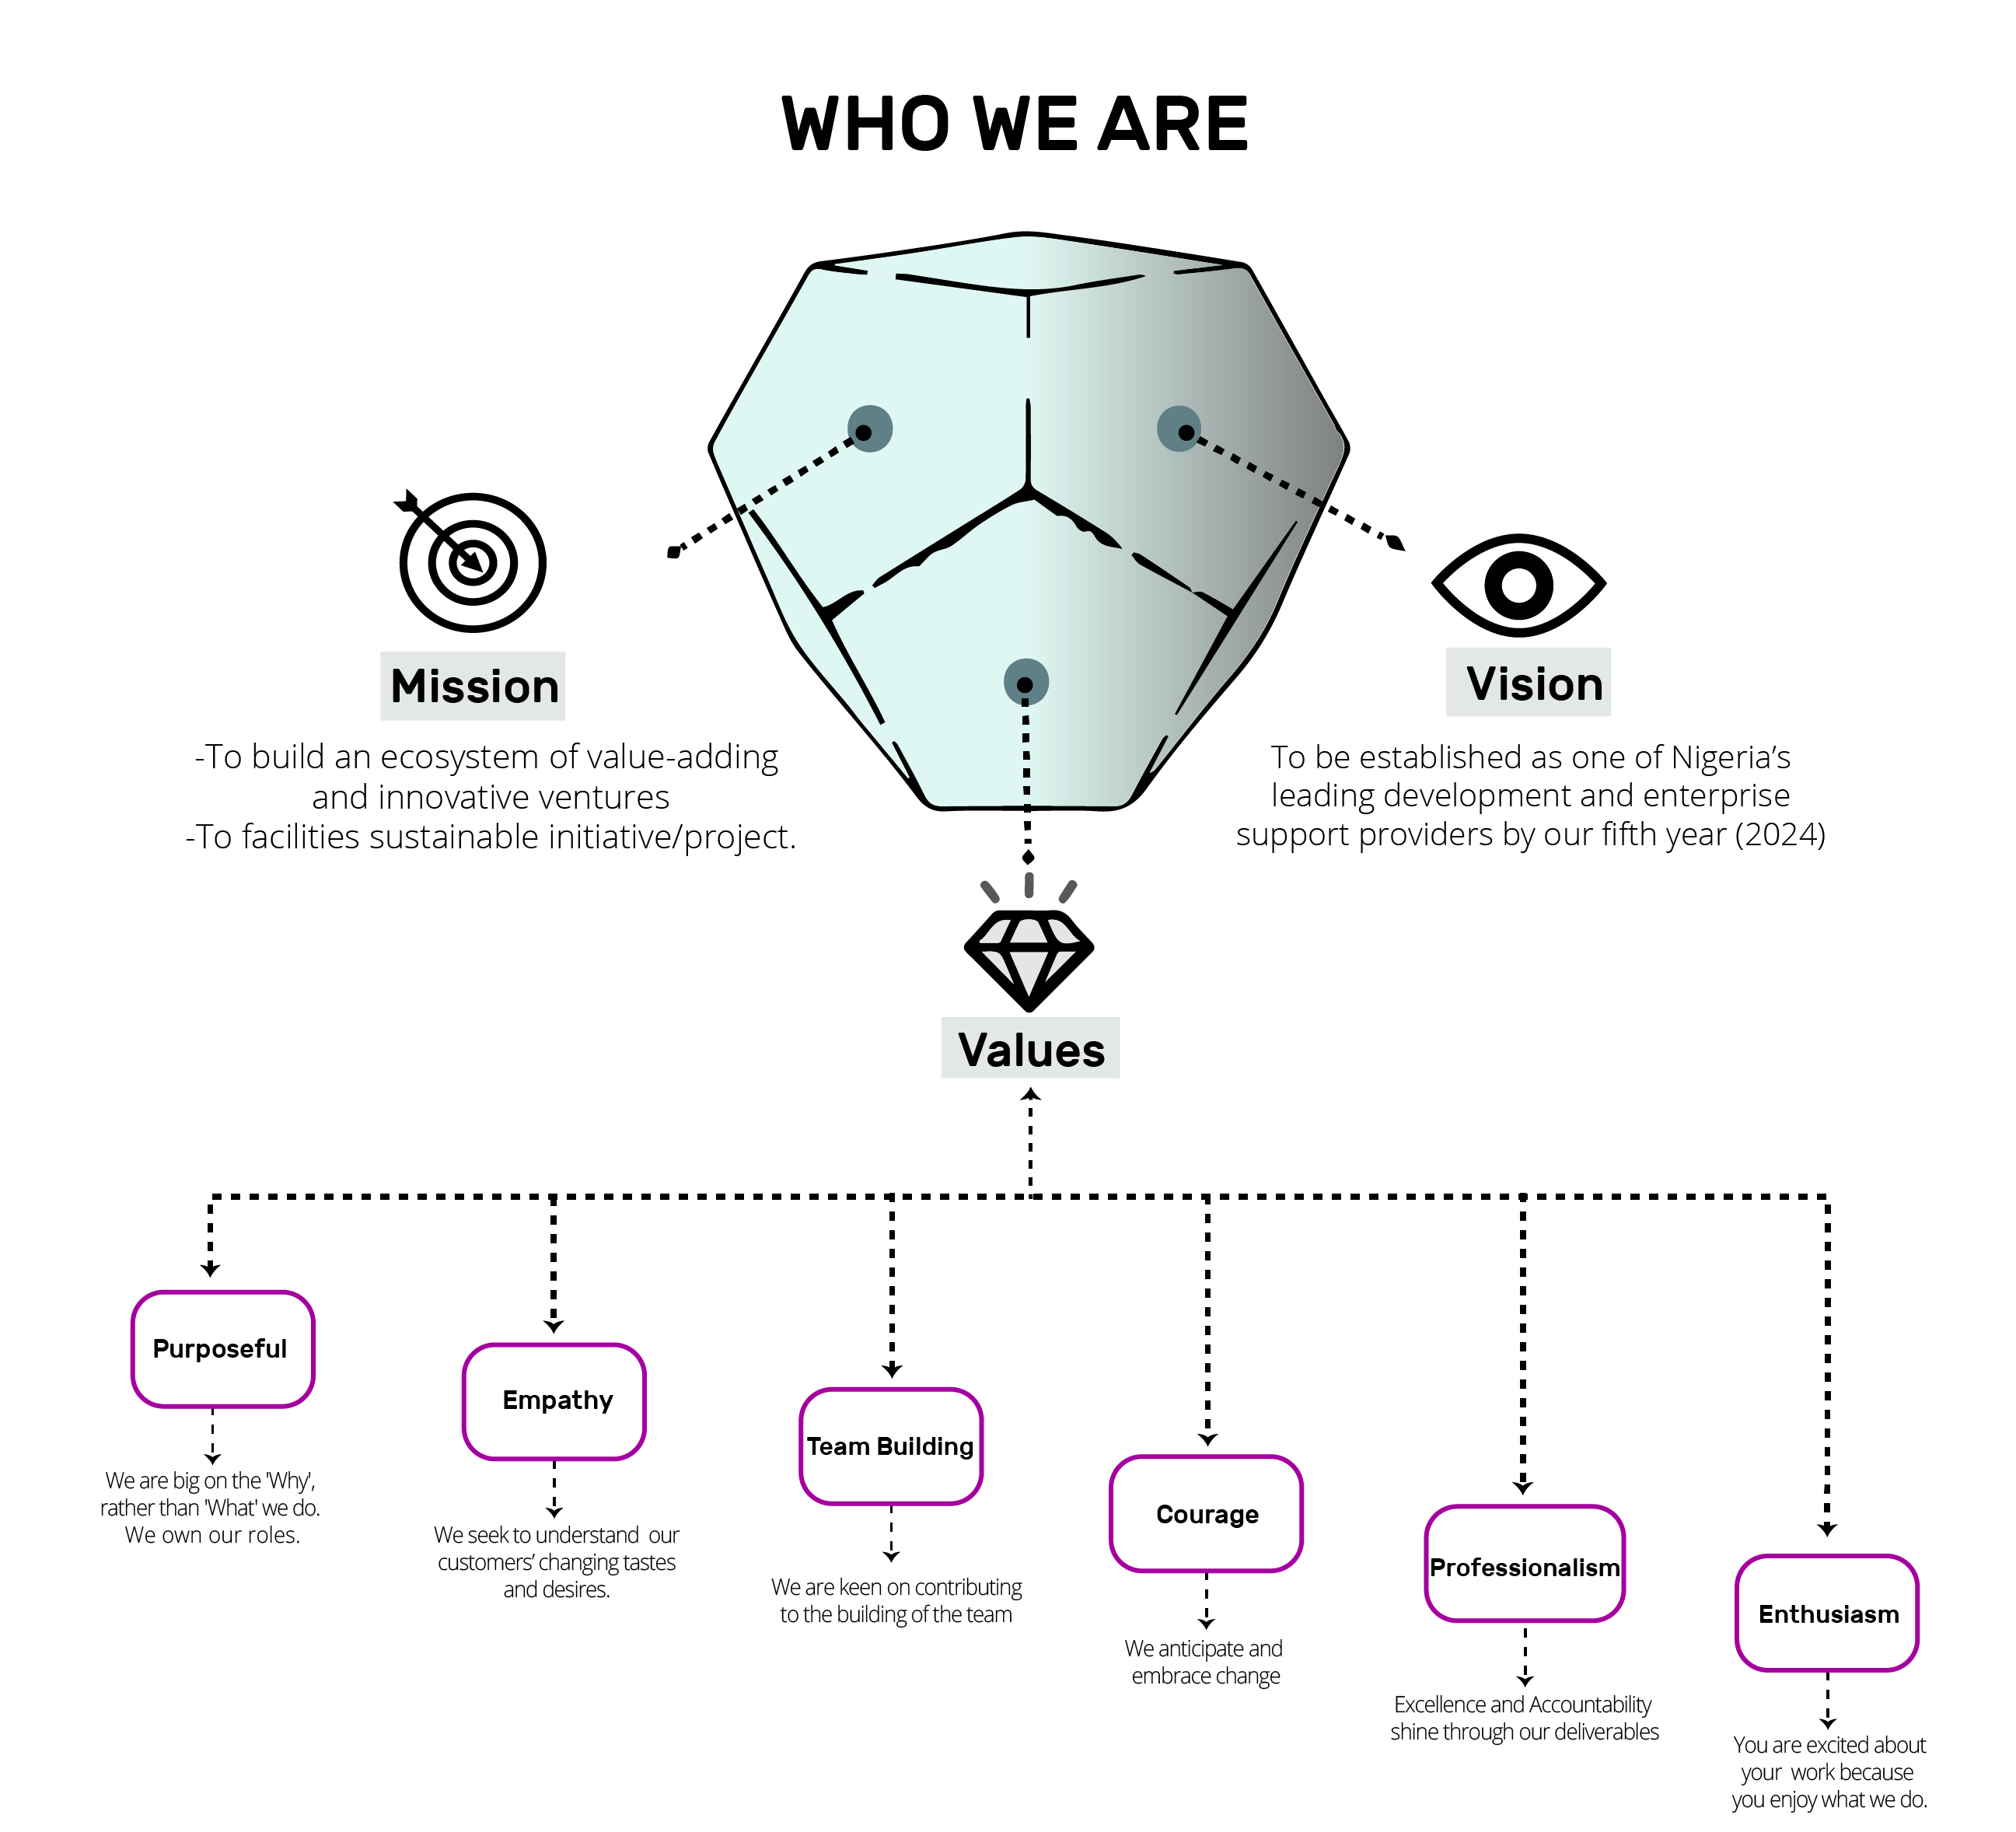 WHO WE ARE
Mission
-To build an ecosystem of value-adding
and innovative ventures
-To facilities sustainable initiative/project.
Vision
To be established as one of Nigeria’s
leading development and enterprise
support providers by our fifth year (2024)
Values
Purposeful
We are big on the 'Why',
rather than 'What' we do.
We own our roles.
Empathy
We seek to understand our
customers’ changing tastes
and desires.
Team Building
We are keen on contributing
to the building of the team
Courage
We anticipate and
embrace change
Professionalism
Excellence and Accountability
shine through our deliverables
Enthusiasm
You are excited about
your work because
you enjoy what we do.